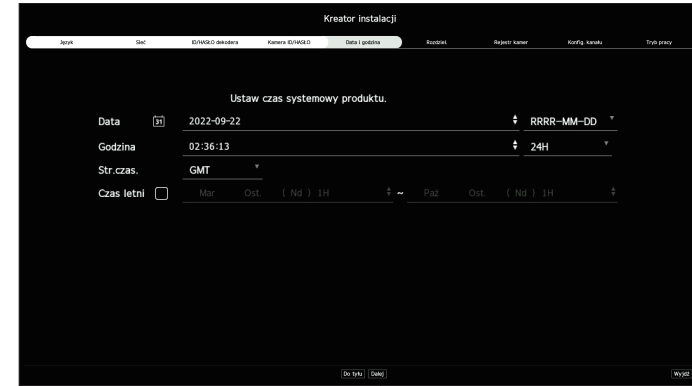 Kreator instalacji
Język Sieć ID/HASŁO dekodera Kamera ID/HASŁO Data i godzina Rozdziel. Rejestr kamer Konfig. kanału Tryb pracy
Ustaw czas systemowy produktu.
Data 31 2022-09-22 RRRR-MM-DD
Godzina 02:36:13 24H
Str.czas. GMT
Czas letni Mar Ost. ( Nd ) 1H ~ Paź Ost. ( Nd ) 1H
Do tyłu Dalej Wyjdź